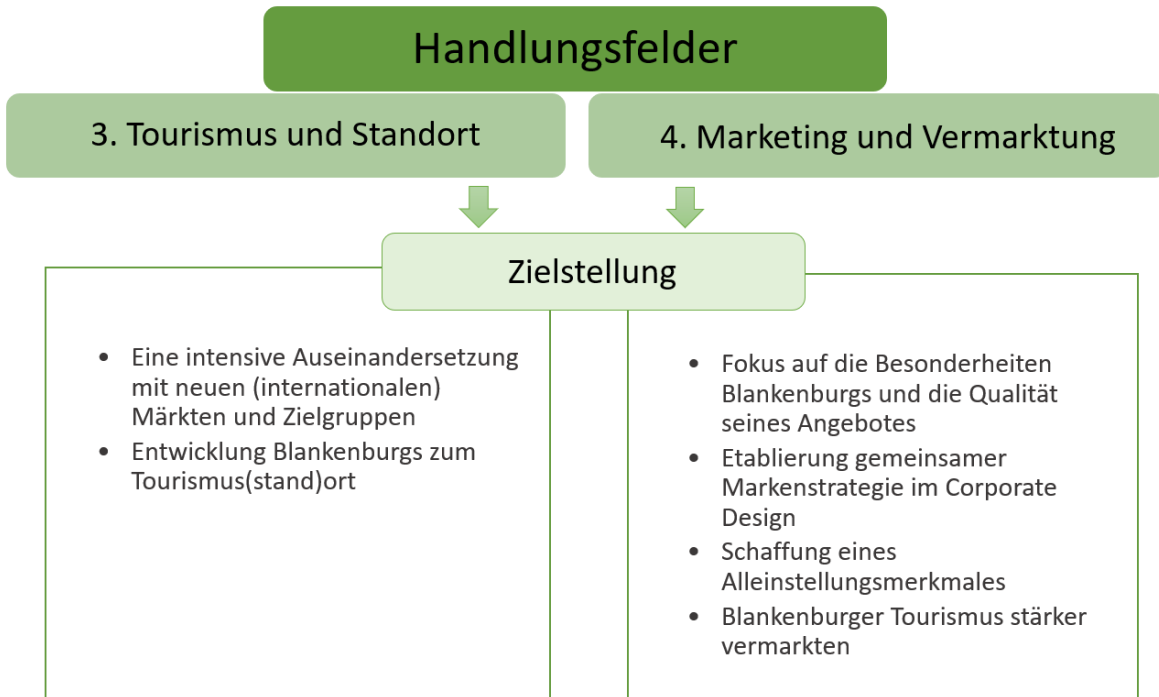 Handlungsfelder
3. Tourismus und Standort
4. Marketing und Vermarktung
Zielstellung
• Eine intensive Auseinandersetzung
mit neuen (internationalen)
Märkten und Zielgruppen
• Entwicklung Blankenburgs zum
Tourismus(stand)ort
• Fokus auf die Besonderheiten
Blankenburgs und die Qualität
seines Angebotes
• Etablierung gemeinsamer
Markenstrategie im Corporate
Design
• Schaffung eines
Alleinstellungsmerkmales
• Blankenburger Tourismus stärker
vermarkten